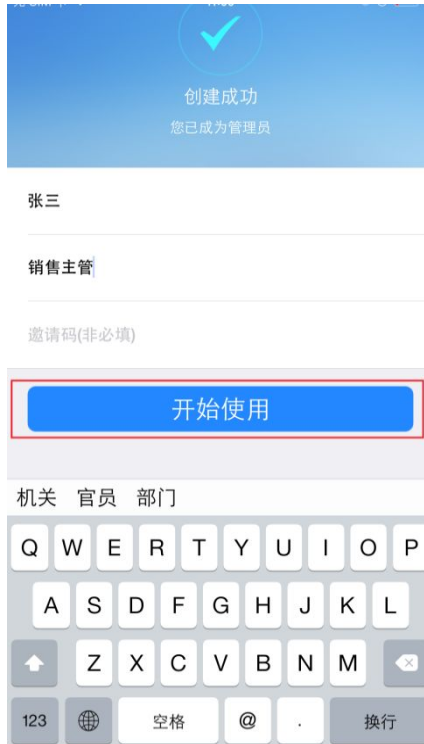 创建成功
您已成为管理员
张三
销售主管
邀请码(非必填)
开始使用
机关 官员 部门
Q W E R T Y U I O P
A S D F G H J K L
Z X C V B N M
123 空格 @ . 换行